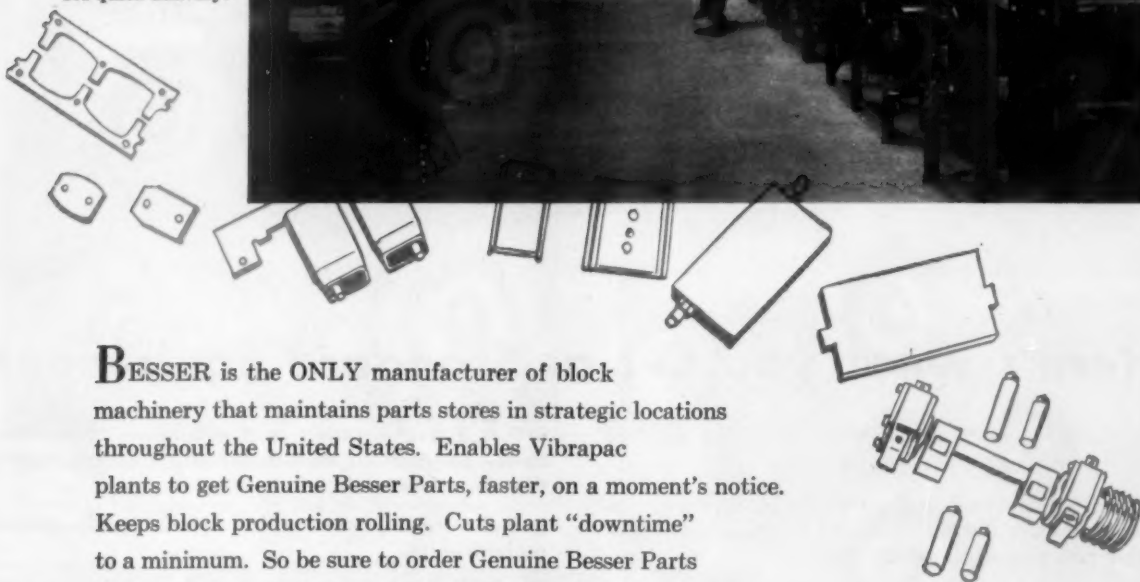 BESSER is the ONLY manufacturer of block
machinery that maintains parts stores in strategic locations
throughout the United States. Enables Vibrapac
plants to get Genuine Besser Parts, faster, on a moment's notice.
Keeps block production rolling. Cuts plant “downtime”
to a minimum. So be sure to order Genuine Besser Parts